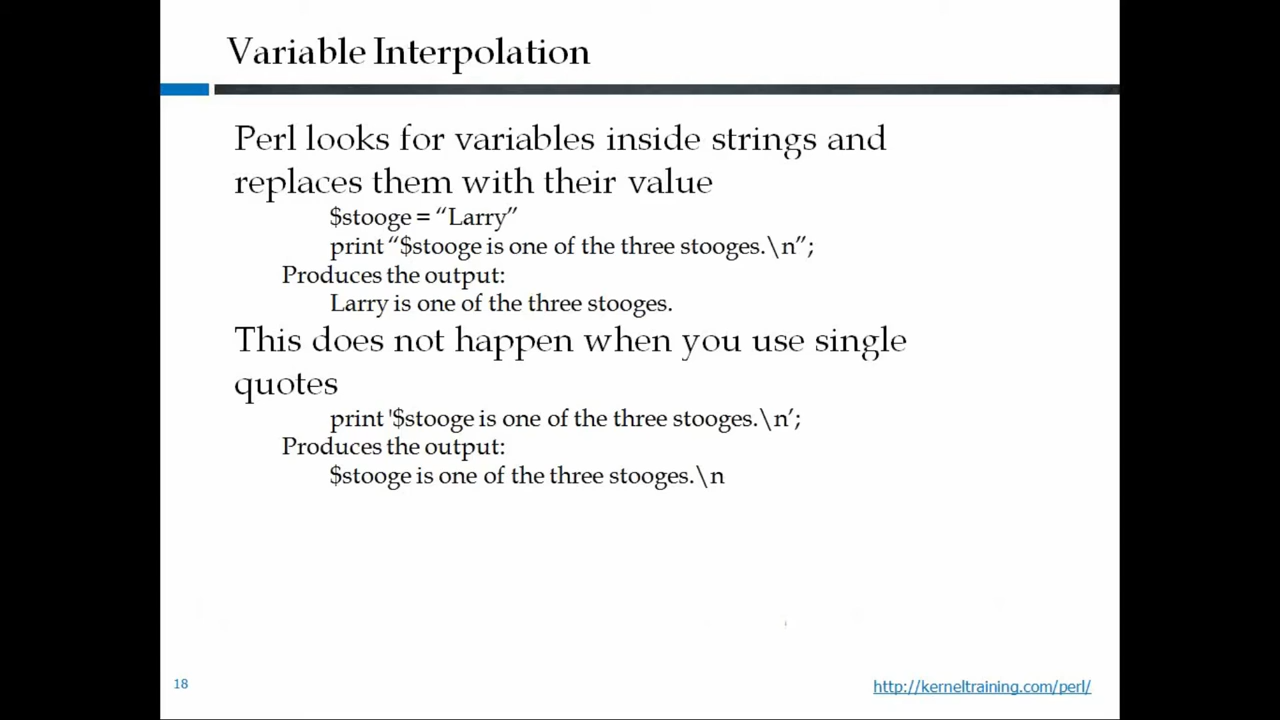 Variable Interpolation
Perl looks for variables inside strings and
replaces them with their value
$stooge = “Larry”
print “$stooge is one of the three stooges.\n”;
Produces the output:
Larry is one of the three stooges.
This does not happen when you use single
quotes
print '$stooge is one of the three stooges.\n’;
Produces the output:
$stooge is one of the three stooges.\n
18
http://kerneltraining.com/perl/